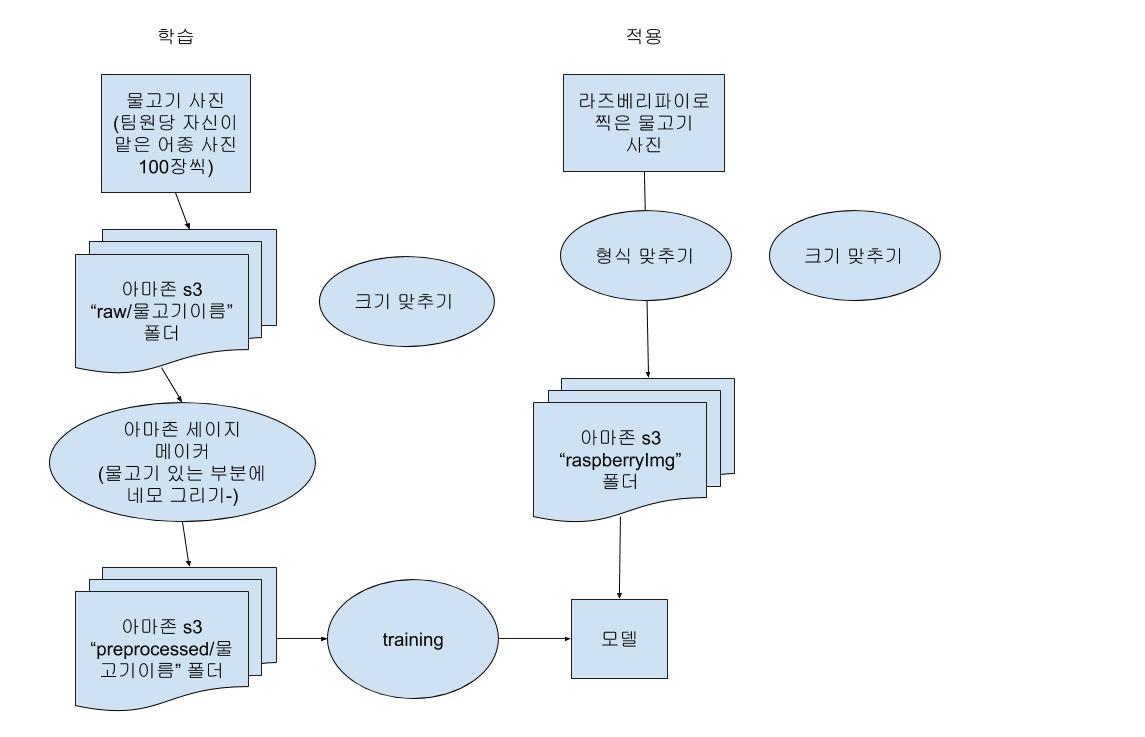 학습
물고기 사진
(팀원당 자신이
맡은 어종 사진
100장씩)
아마존 s3
“raw/물고기이름”
폴더
크기 맞추기
아마존 세이지
메이커
(물고기 있는 부분에
네모 그리기-)
아마존 s3
“preprocessed/물
고기이름” 폴더
training
적용
라즈베리파이로
찍은 물고기
사진
형식 맞추기
크기 맞추기
아마존 s3
“raspberryImg”
폴더
모델